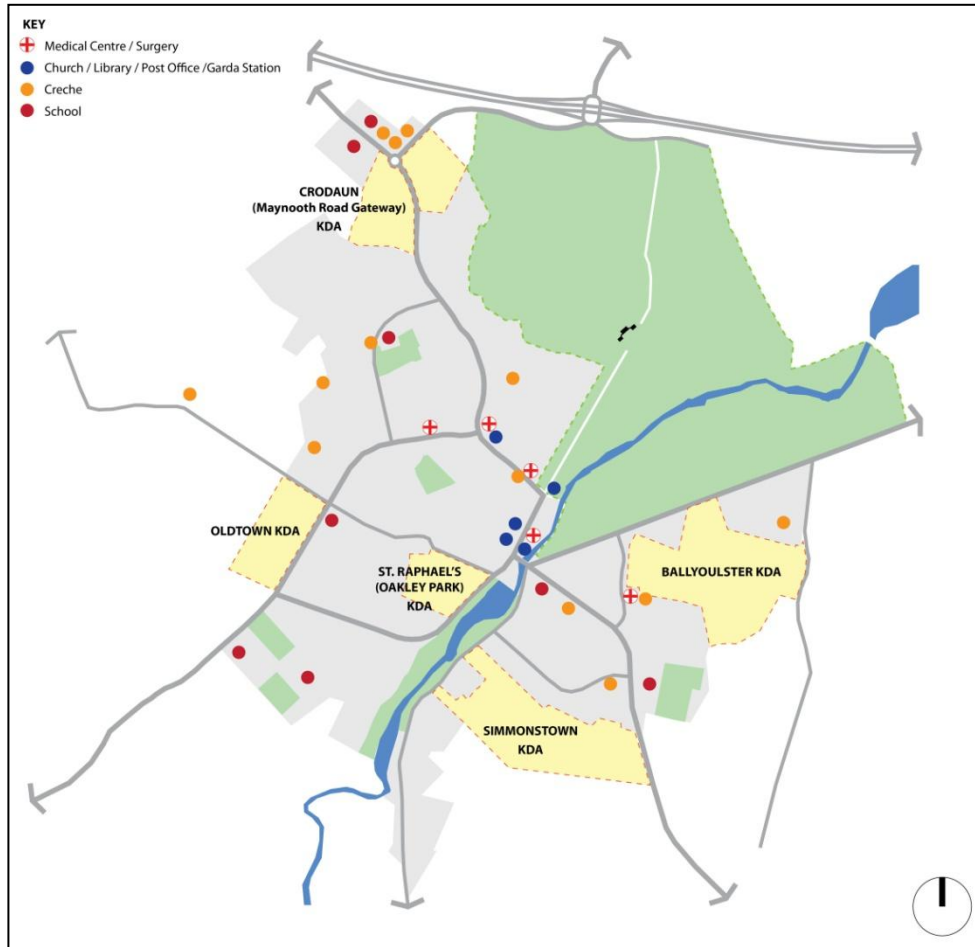 KEY
Medical Centre / Surgery
Church / Library / Post Office /Garda Station
Creche
School
CRODAUN
(Maynooth Road Gateway)
KDA
OLDTOWN KDA
ST. RAPHAEL'S
(OAKLEY PARK)
KDA
BALLYOULSTER KDA
SIMMONSTOWN
KDA